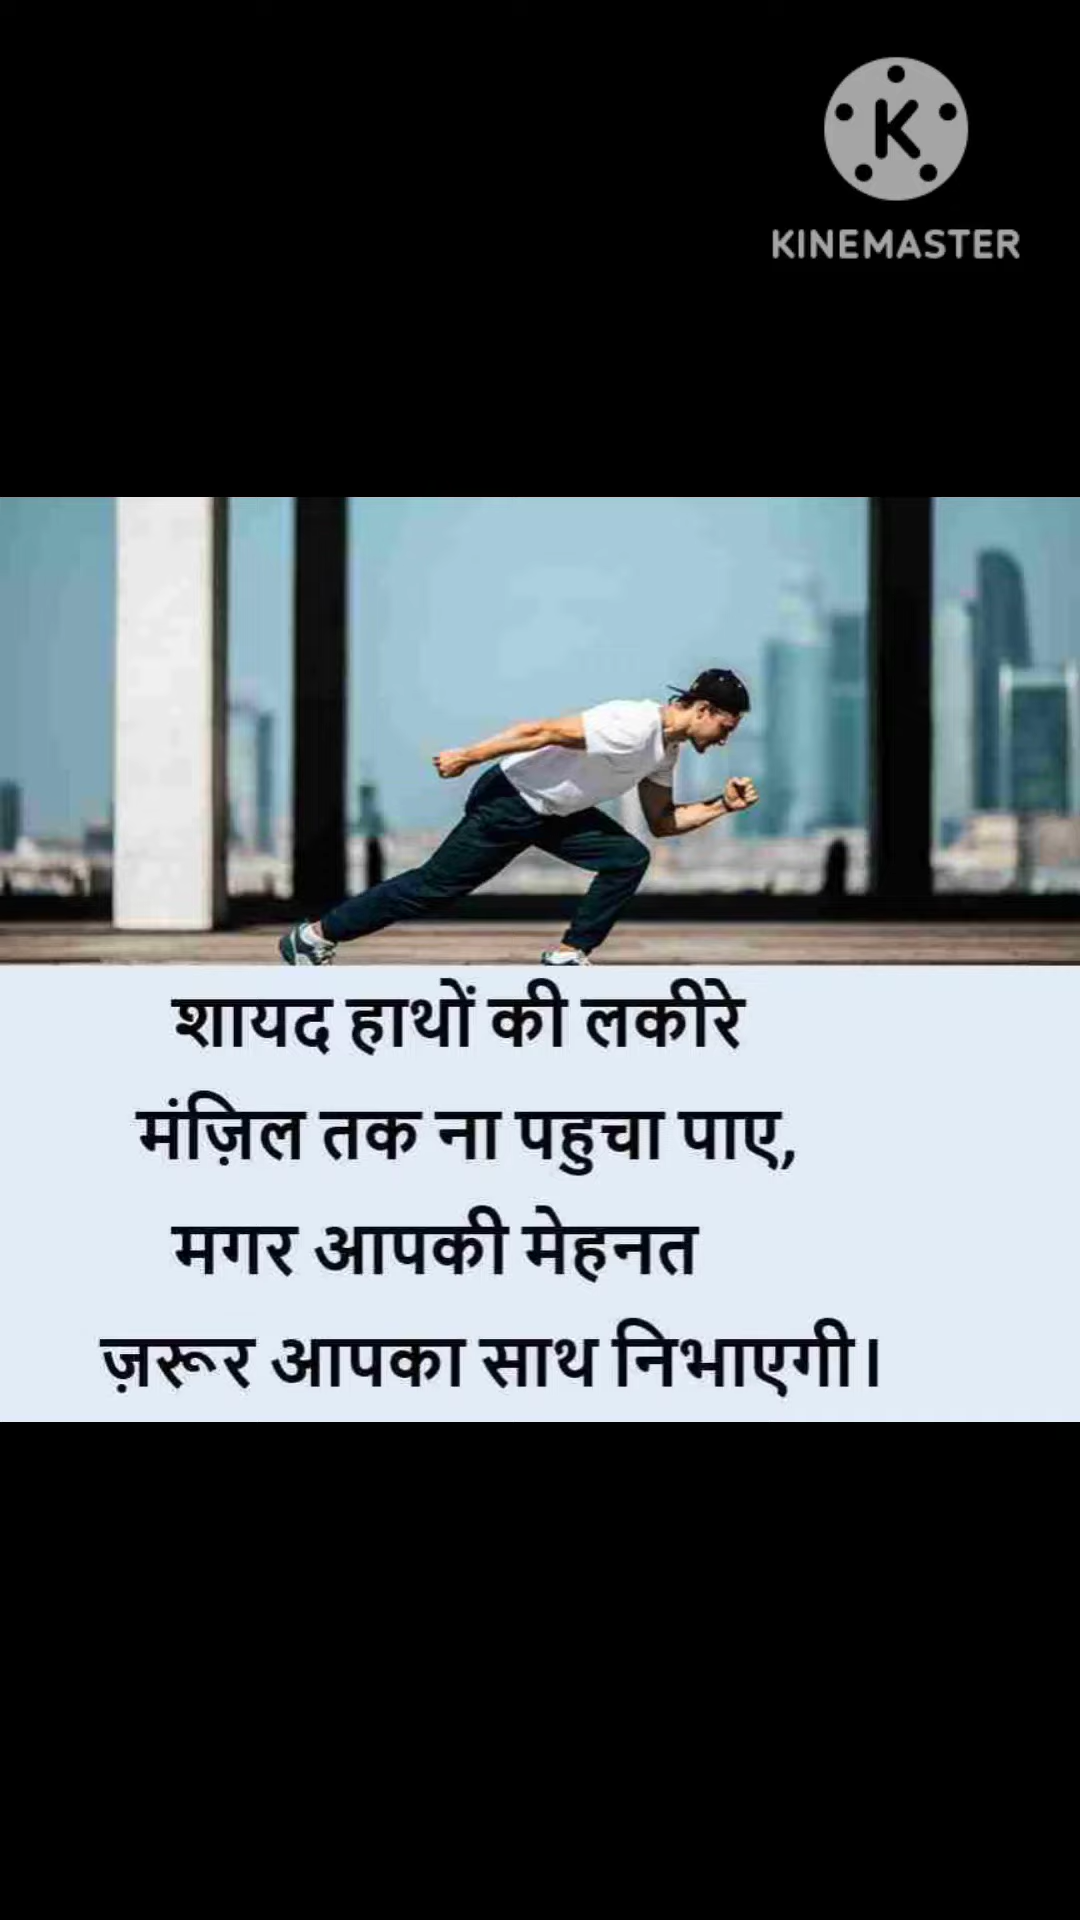 KINEMASTER
शायद हाथों की लकीरे
मंज़िल तक ना पहुचा पाए,
मगर आपकी मेहनत
ज़रूर आपका साथ निभाएगी।